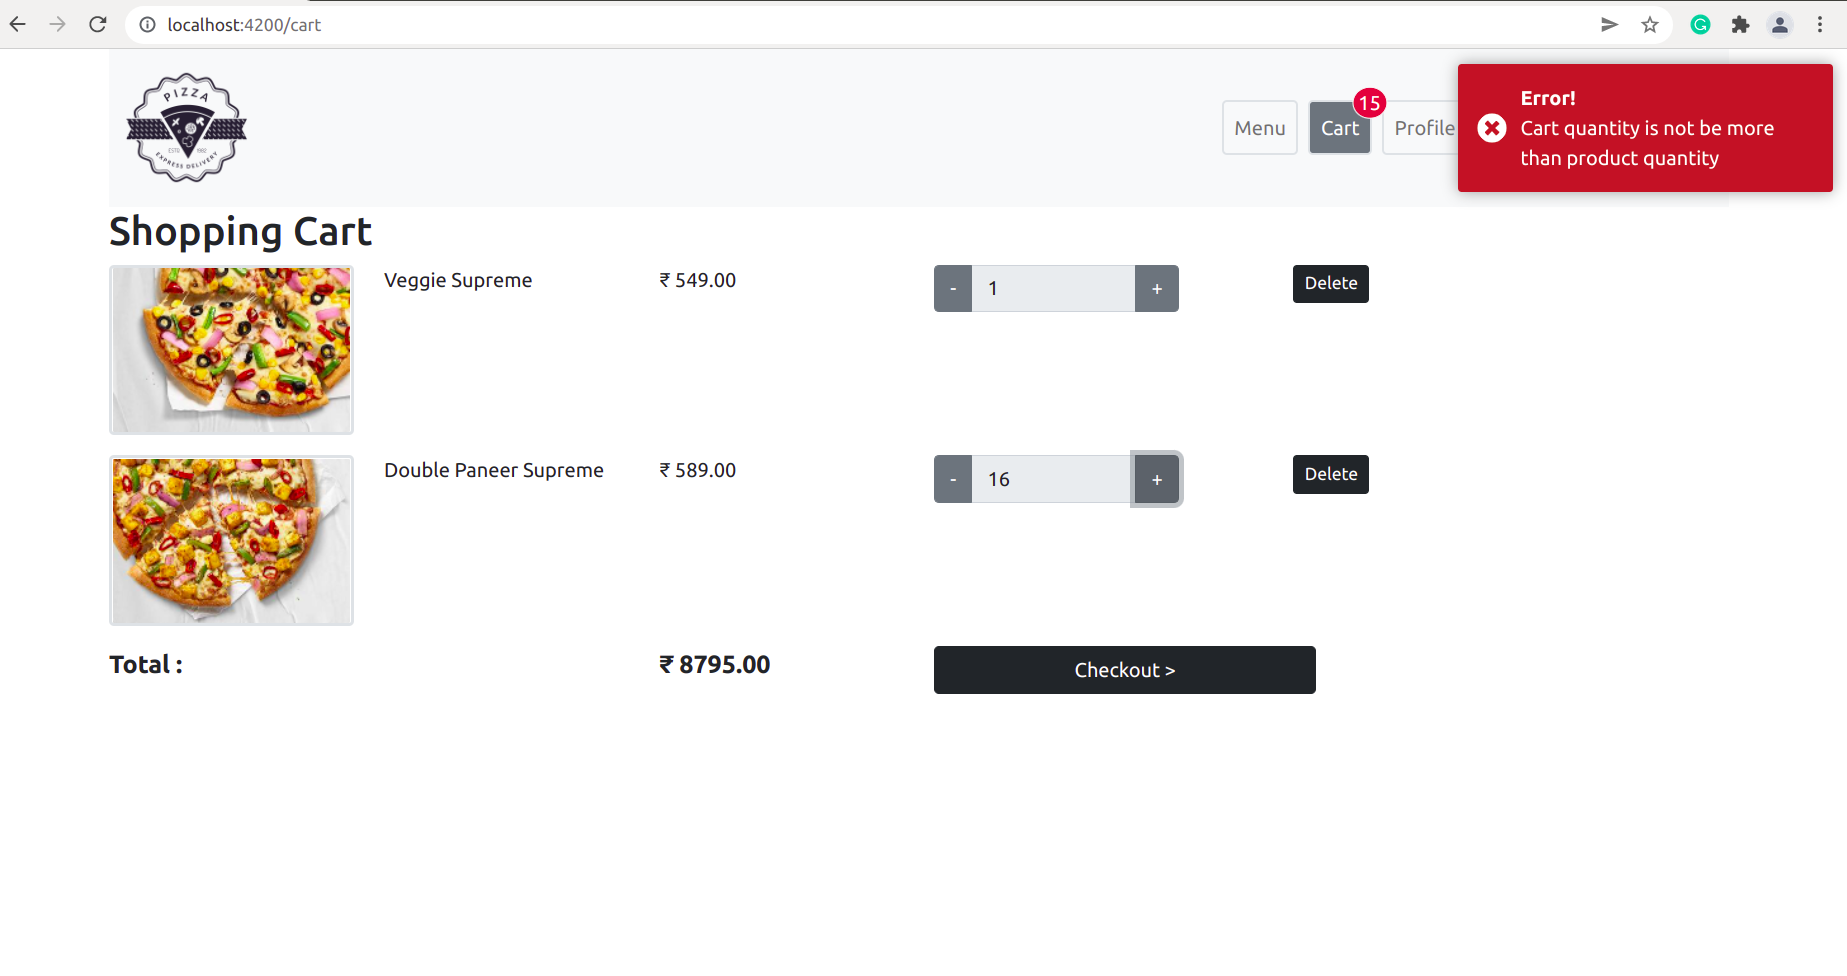 localhost:4200/cart
PIZZA
ESTD 1982
EXPRESS DELIVERY
Menu
Cart
15
Profile
Error!
Cart quantity is not be more
than product quantity
Shopping Cart
Veggie Supreme ₹ 549.00 - 1 + Delete
Double Paneer Supreme ₹ 589.00 - 16 + Delete
Total : ₹ 8795.00 Checkout >